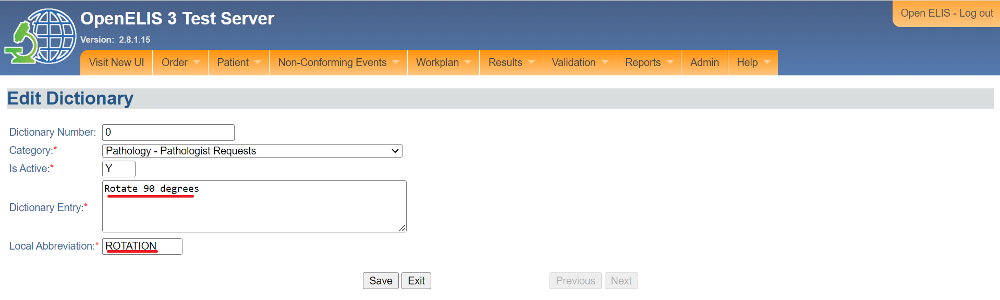 OpenELIS 3 Test Server
Open ELIS - Log out
Version: 2.8.1.15
Visit New UI Order Patient Non-Conforming Events Workplan Results Validation Reports Admin Help
Edit Dictionary
Dictionary Number: 0
Category:* Pathology - Pathologist Requests
Is Active:* Y
Rotate 90 degrees
Dictionary Entry:*
Local Abbreviation:* ROTATION
Save Exit Previous Next